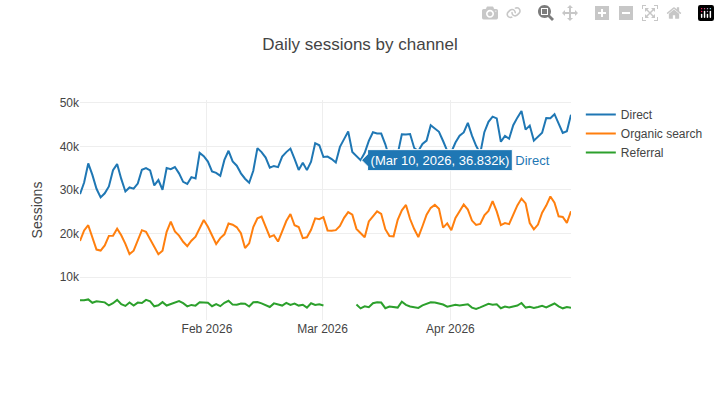 Daily sessions by channel
50k
40k
30k
20k
10k
Sessions
(Mar 10, 2026, 36.832k) Direct
Feb 2026
Mar 2026
Apr 2026
Direct
Organic search
Referral